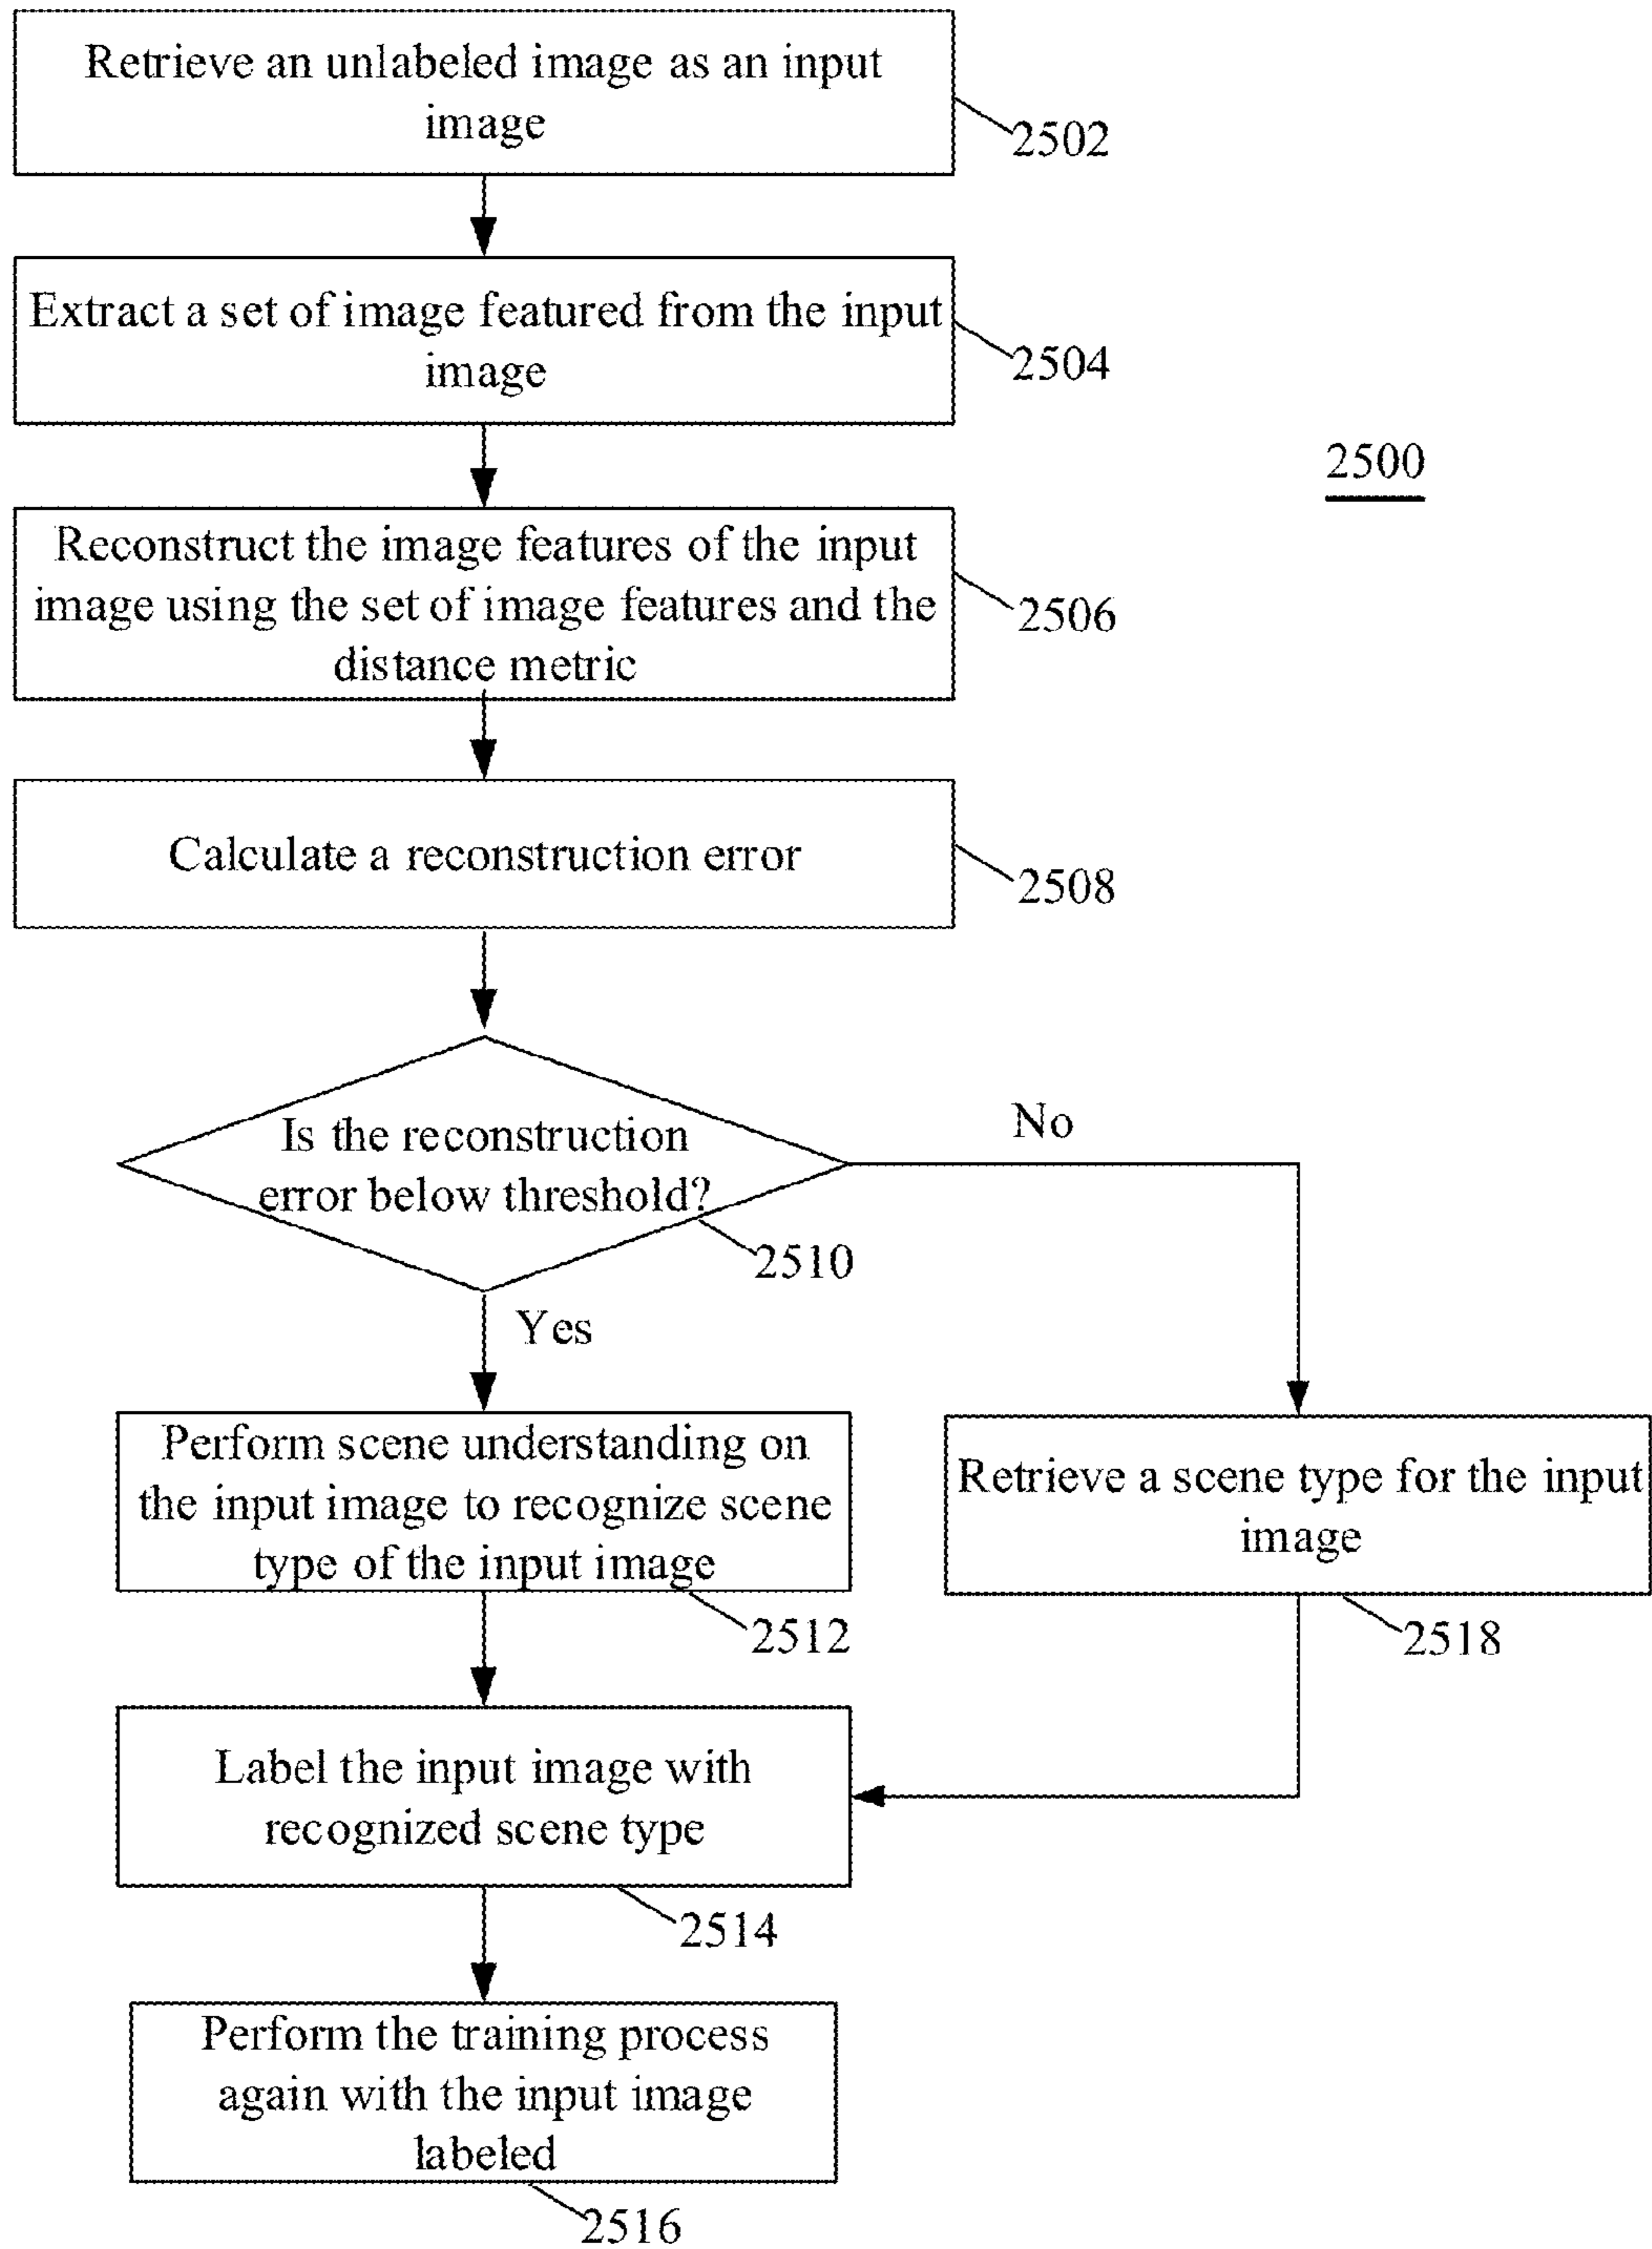 Retrieve an unlabeled image as an input
image
2502
Extract a set of image featured from the input
image
2504
2500
Reconstruct the image features of the input
image using the set of image features and the
distance metric
2506
Calculate a reconstruction error
2508
Is the reconstruction
error below threshold?
No
2510
Yes
Perform scene understanding on
the input image to recognize scene
type of the input image
2512
Retrieve a scene type for the input
image
2518
Label the input image with
recognized scene type
2514
Perform the training process
again with the input image
labeled
2516